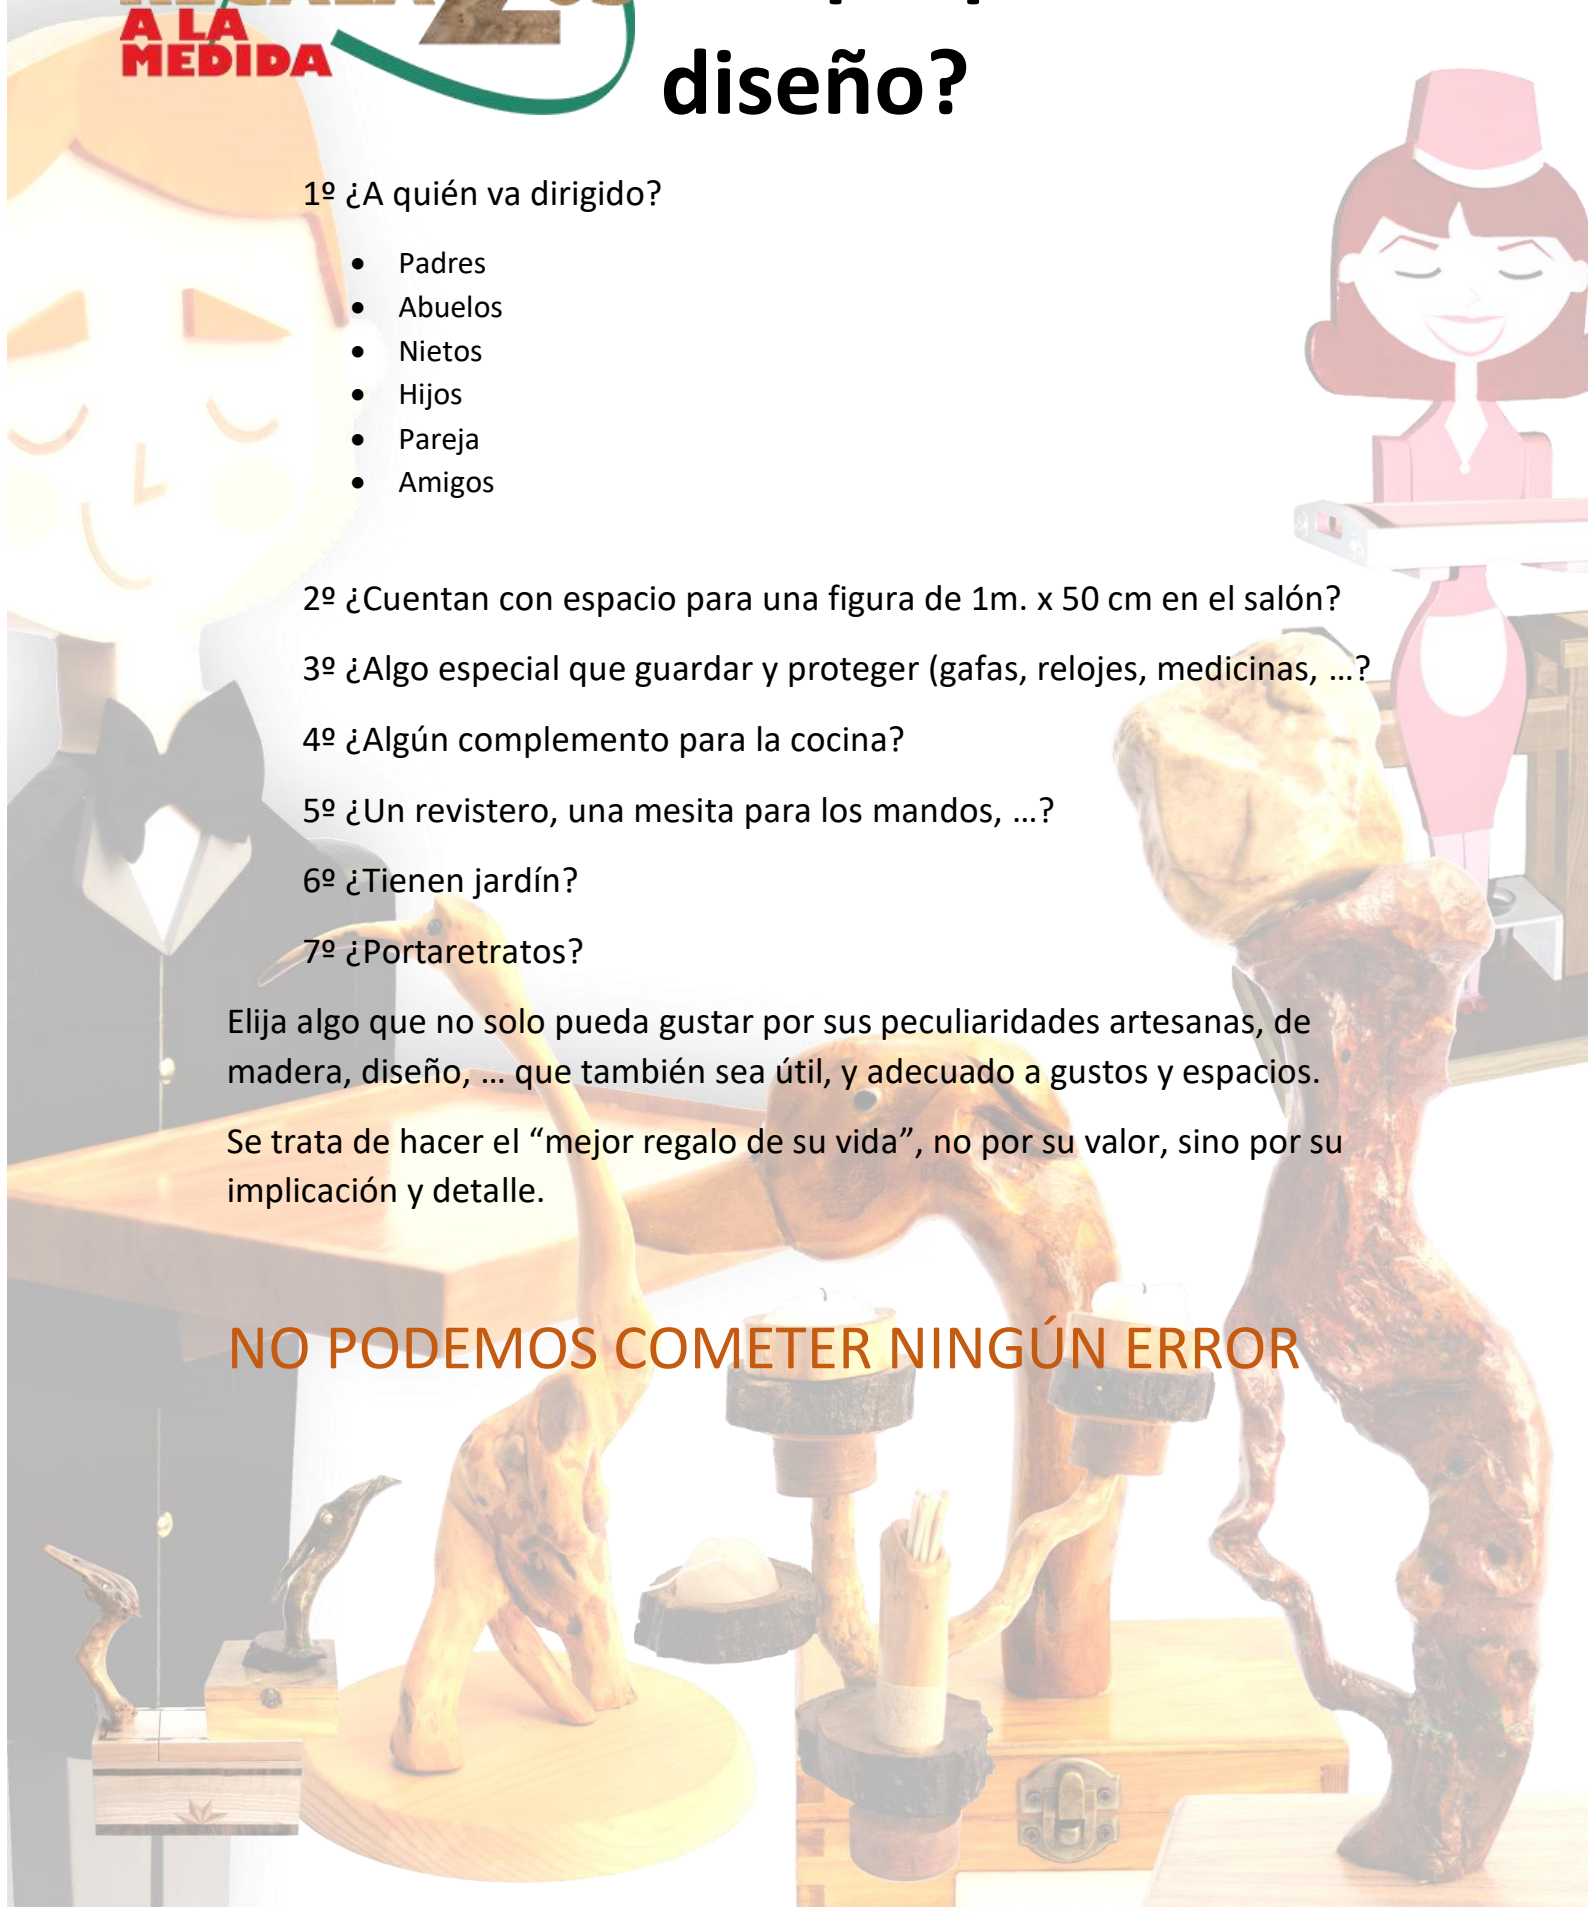 A LA
MEDIDA
diseño?
1º ¿A quién va dirigido?
• Padres
• Abuelos
• Nietos
• Hijos
• Pareja
• Amigos
2º ¿Cuentan con espacio para una figura de 1m. x 50 cm en el salón?
3º ¿Algo especial que guardar y proteger (gafas, relojes, medicinas, …?
4º ¿Algún complemento para la cocina?
5º ¿Un revistero, una mesita para los mandos, …?
6º ¿Tienen jardín?
7º ¿Portaretratos?
Elija algo que no solo pueda gustar por sus peculiaridades artesanas, de
madera, diseño, … que también sea útil, y adecuado a gustos y espacios.
Se trata de hacer el “mejor regalo de su vida”, no por su valor, sino por su
implicación y detalle.
NO PODEMOS COMETER NINGÚN ERROR